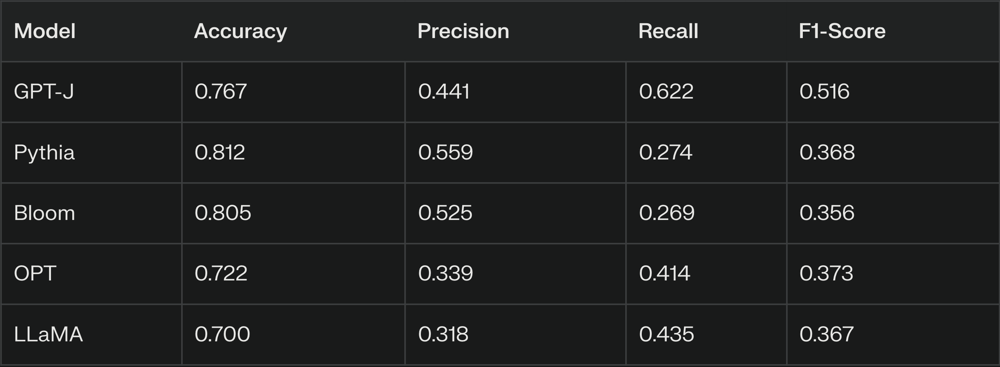 Model Accuracy Precision Recall F1-Score
GPT-J 0.767 0.441 0.622 0.516
Pythia 0.812 0.559 0.274 0.368
Bloom 0.805 0.525 0.269 0.356
OPT 0.722 0.339 0.414 0.373
LLaMA 0.700 0.318 0.435 0.367